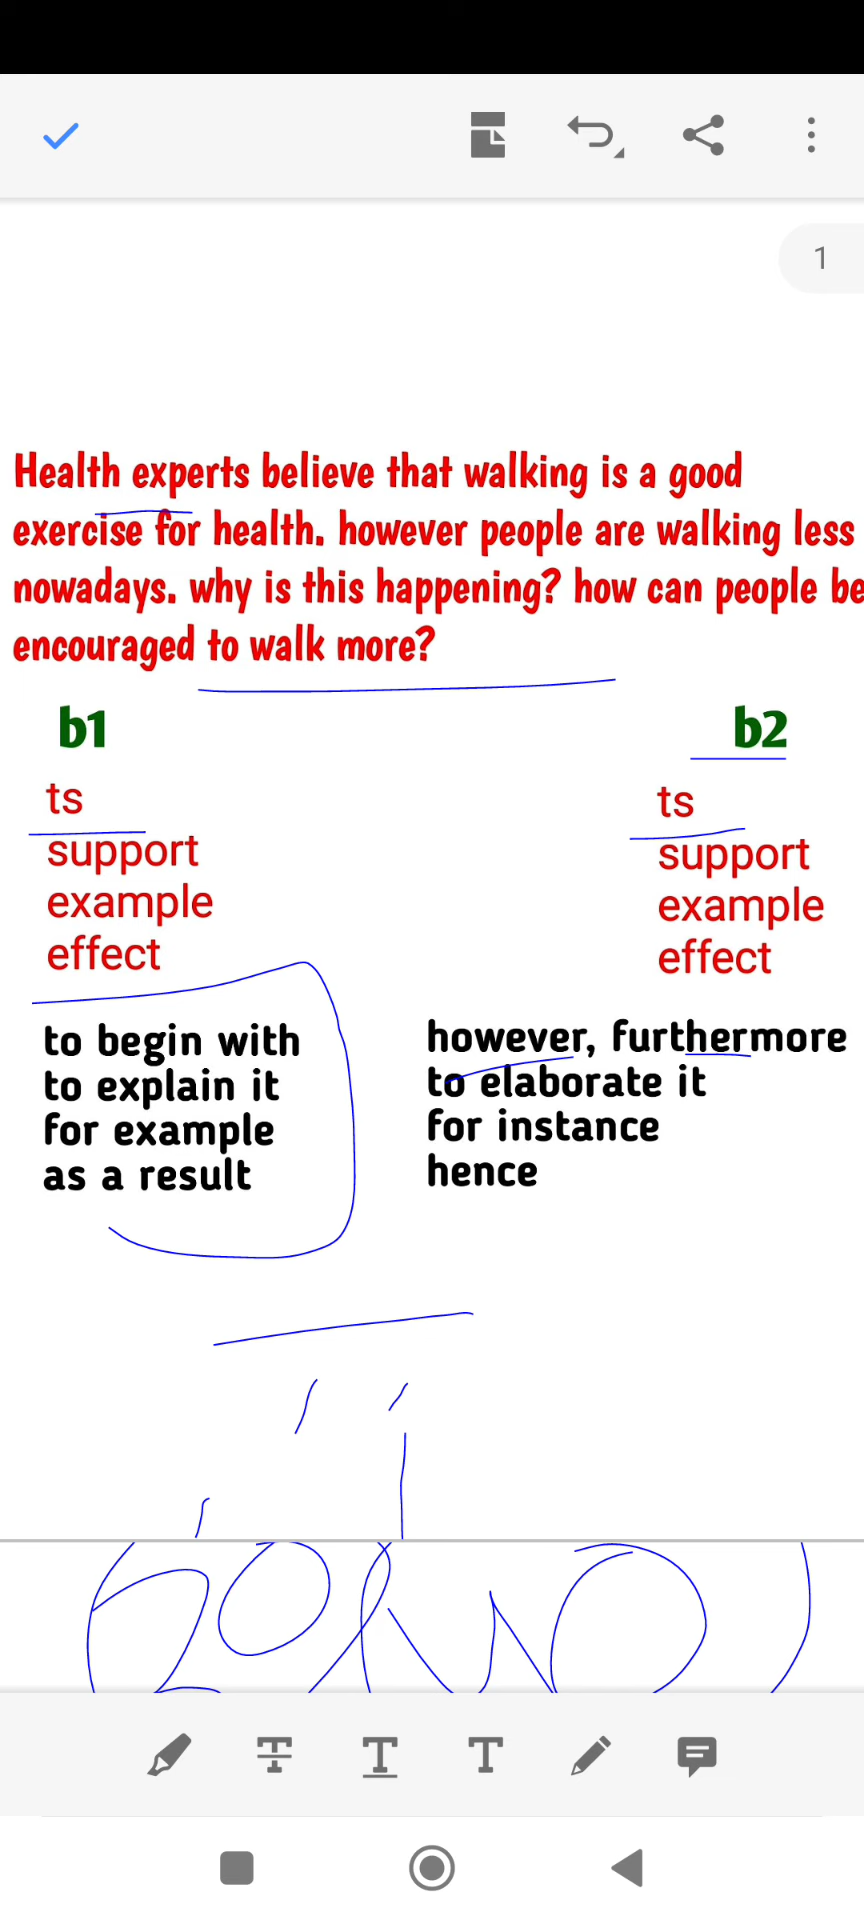 1
Health experts believe that walking is a good
exercise for health. however people are walking less
nowadays. why is this happening? how can people be
encouraged to walk more?
b1
ts
support
example
effect
b2
ts
support
example
effect
to begin with
to explain it
for example
as a result
however, furthermore
to elaborate it
for instance
hence
T T T